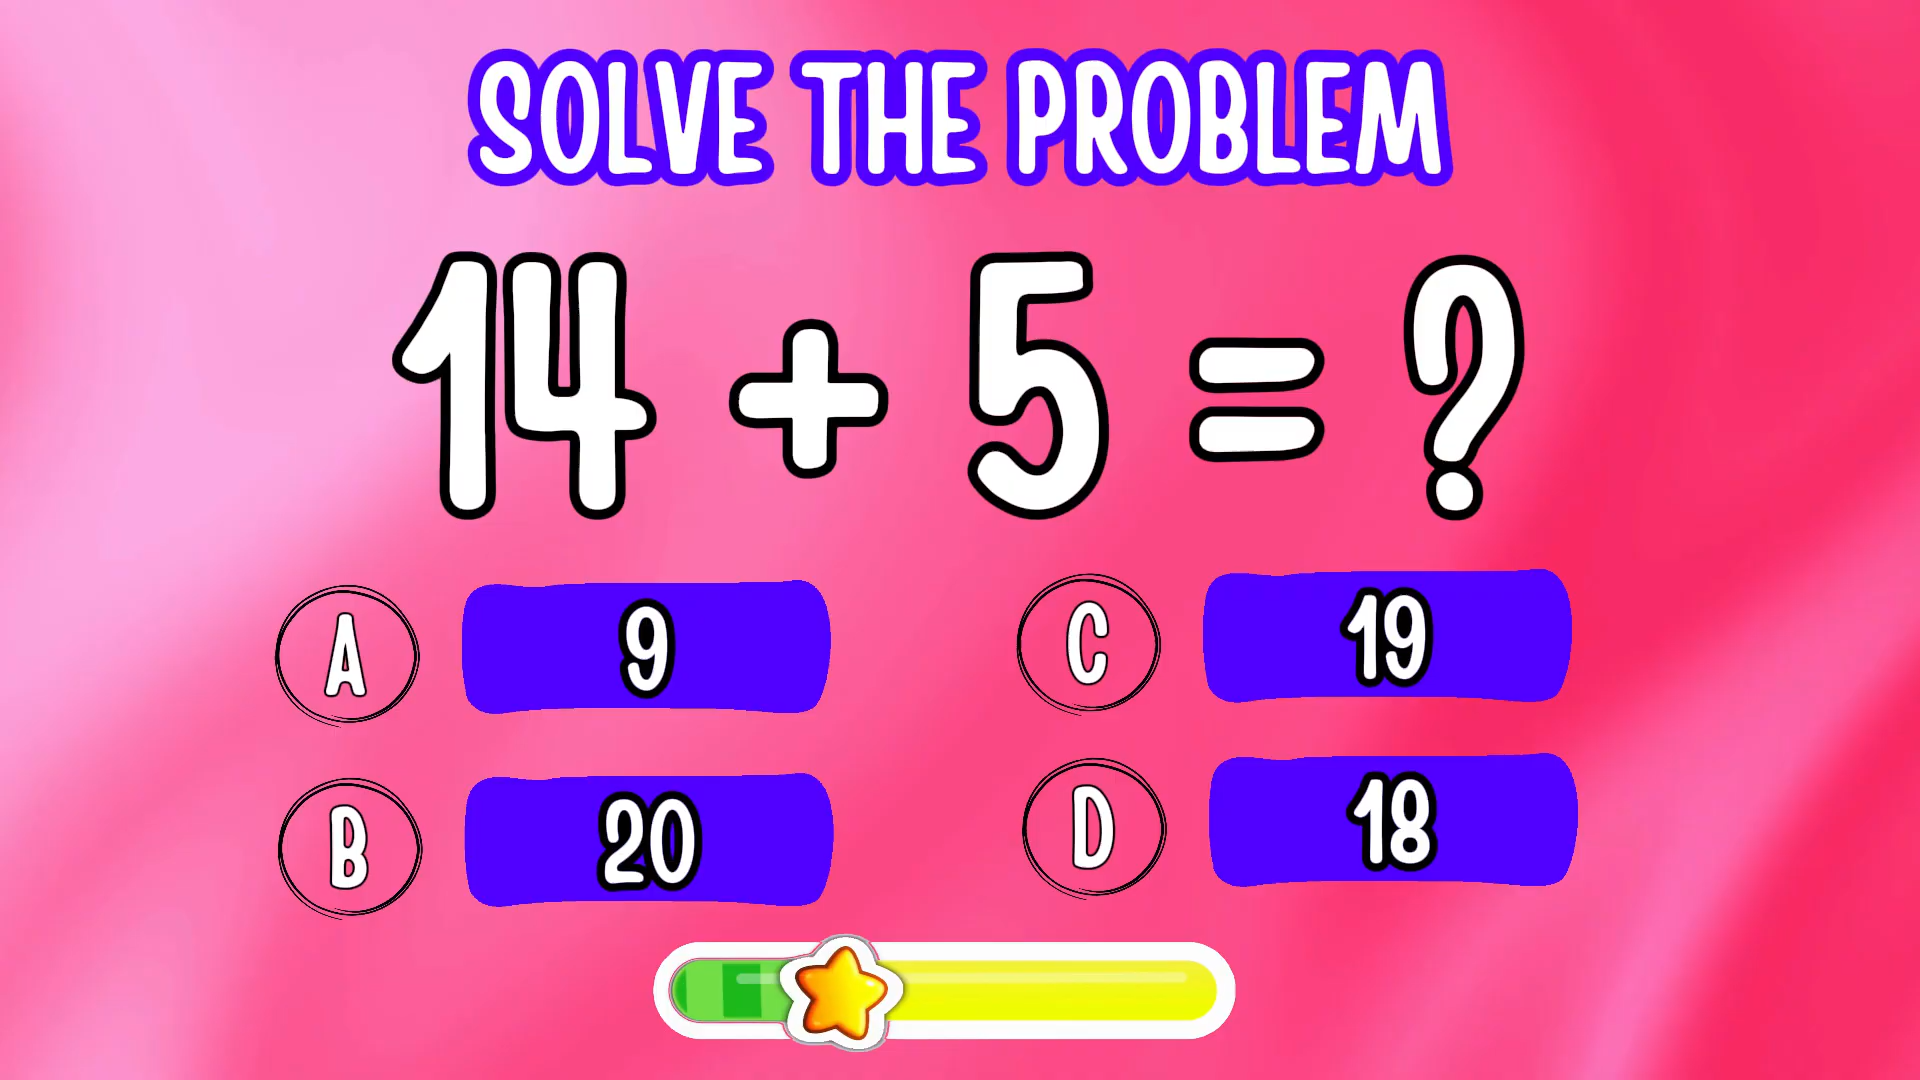 SOLVE THE PROBLEM
14 + 5 = ?
A 9
B 20
C 19
D 18